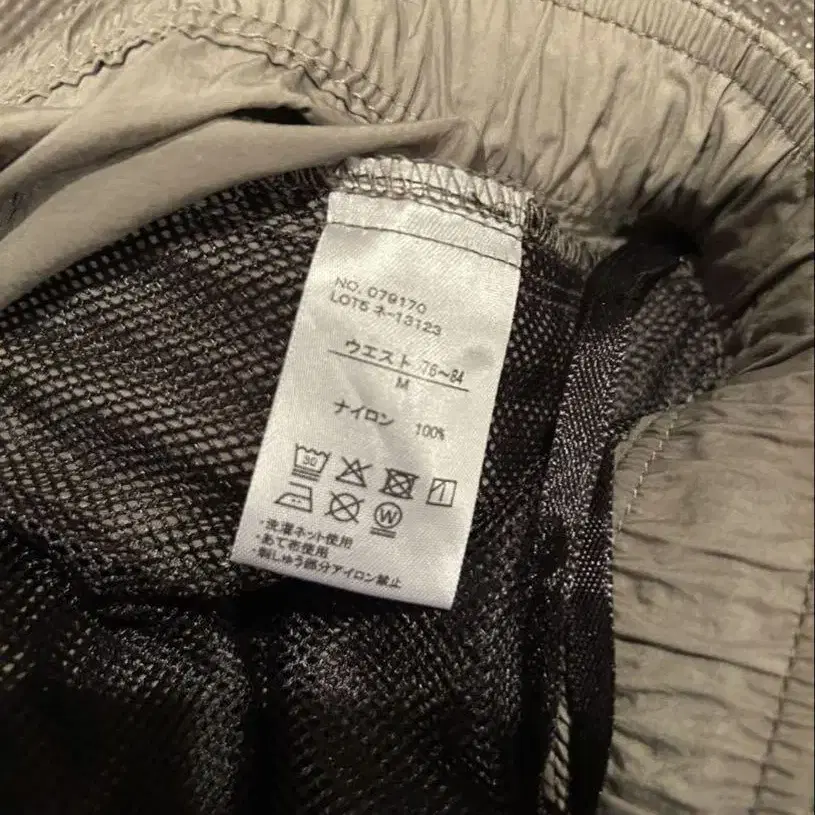 NO. 079170
LOT5 ネ-13123
ウエスト 76~84
M
ナイロン 100%
30
W
・洗濯ネット使用
・あて布使用
・刺しゅう部分アイロン禁止